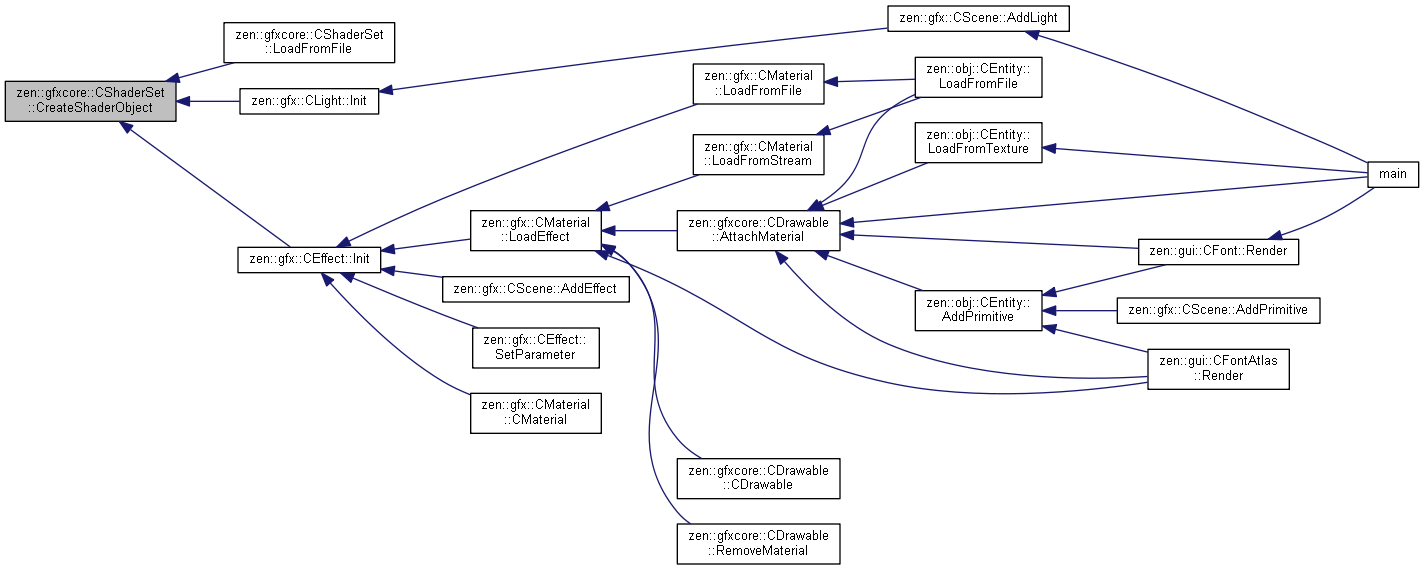 zen::gfxcore::CShaderSet
::CreateShaderObject
zen::gfxcore::CShaderSet
::LoadFromFile
zen::gfx::CLight::Init
zen::gfx::CEffect::Init
zen::gfx::CScene::AddLight
zen::gfx::CMaterial
::LoadFromFile
zen::gfx::CMaterial
::LoadFromStream
zen::gfx::CMaterial
::LoadEffect
zen::gfx::CScene::AddEffect
zen::gfx::CEffect::
SetParameter
zen::gfx::CMaterial
::CMaterial
zen::obj::CEntity::
LoadFromFile
zen::obj::CEntity::
LoadFromTexture
zen::gfxcore::CDrawable
::AttachMaterial
zen::obj::CEntity::
AddPrimitive
zen::gfxcore::CDrawable
::CDrawable
zen::gfxcore::CDrawable
::RemoveMaterial
main
zen::gui::CFont::Render
zen::gfx::CScene::AddPrimitive
zen::gui::CFontAtlas
::Render